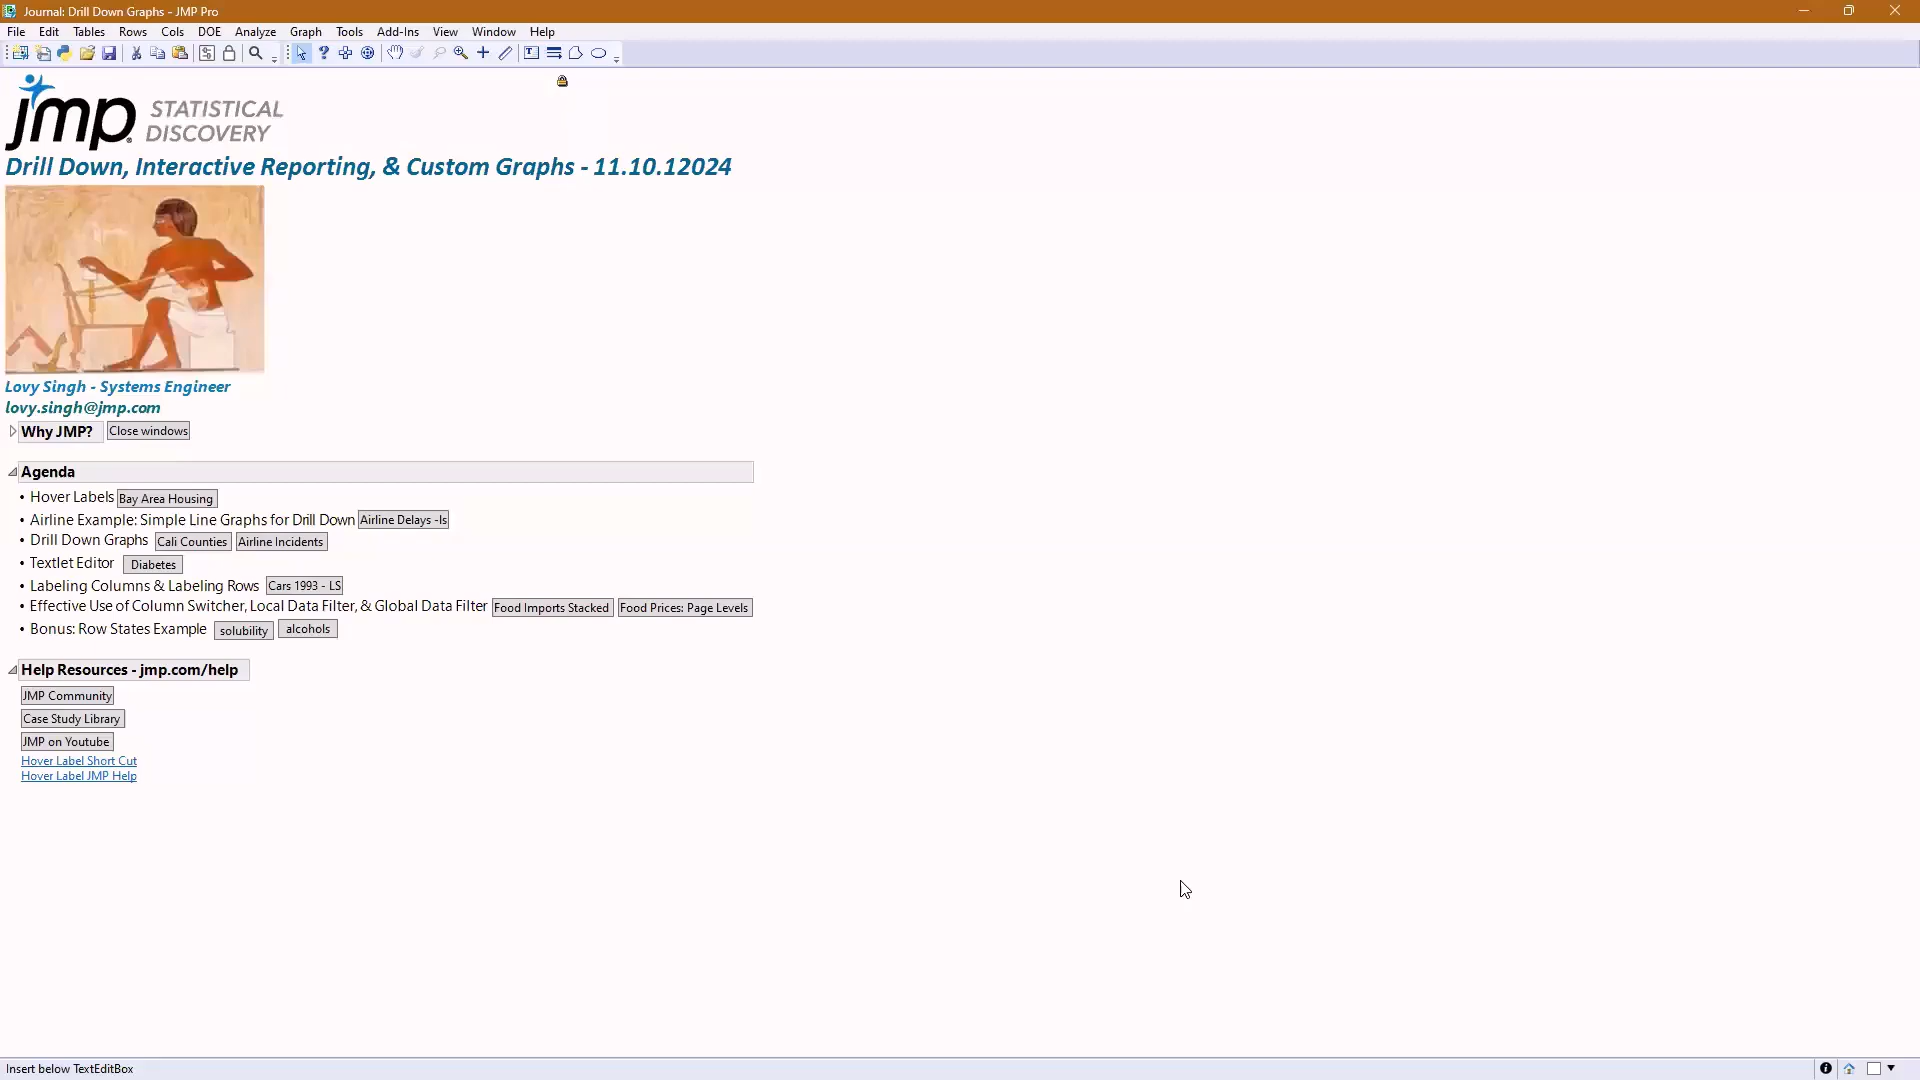 Journal: Drill Down Graphs - JMP Pro
File Edit Tables Rows Cols DOE Analyze Graph Tools Add-Ins View Window Help
jmp STATISTICAL DISCOVERY
Drill Down, Interactive Reporting, & Custom Graphs - 11.10.12024
Lovy Singh - Systems Engineer
lovy.singh@jmp.com
Why JMP? Close windows
Agenda
• Hover Labels Bay Area Housing
• Airline Example: Simple Line Graphs for Drill Down Airline Delays -ls
• Drill Down Graphs Cali Counties Airline Incidents
• Textlet Editor Diabetes
• Labeling Columns & Labeling Rows Cars 1993 - LS
• Effective Use of Column Switcher, Local Data Filter, & Global Data Filter Food Imports Stacked Food Prices: Page Levels
• Bonus: Row States Example solubility alcohols
Help Resources - jmp.com/help
JMP Community
Case Study Library
JMP on Youtube
Hover Label Short Cut
Hover Label JMP Help
Insert below TextEditBox